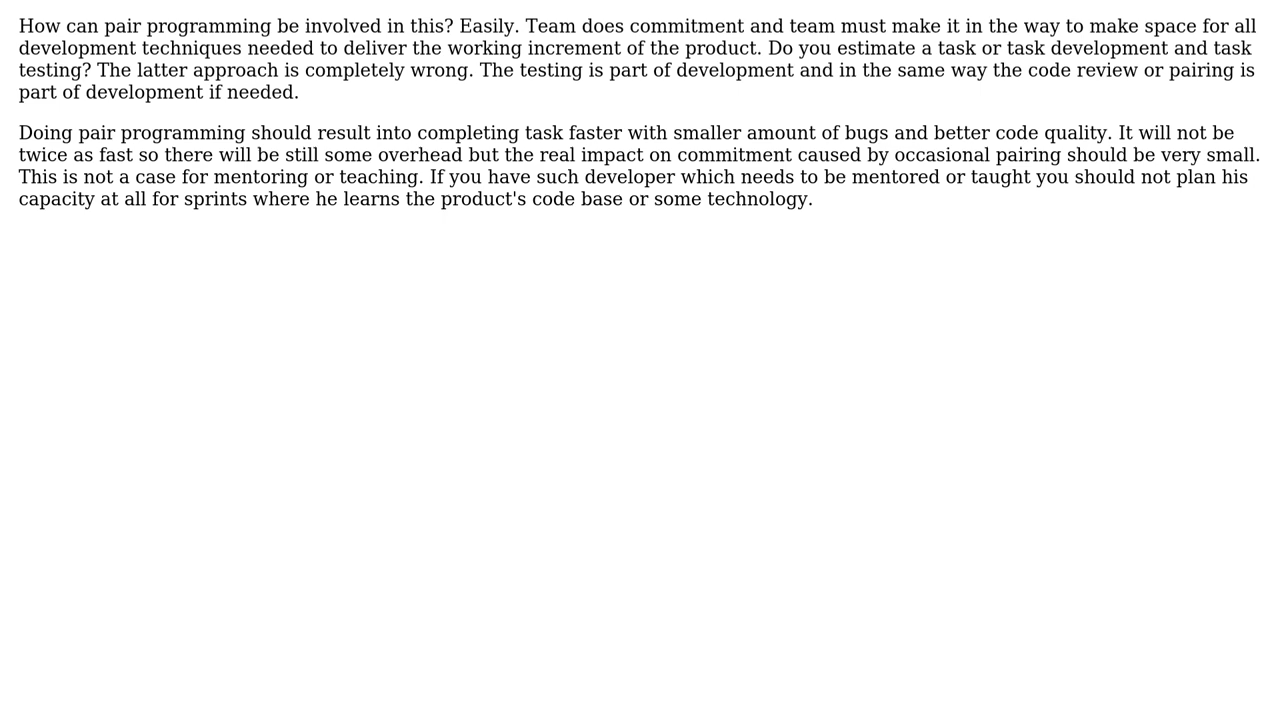 How can pair programming be involved in this? Easily. Team does commitment and team must make it in the way to make space for all
development techniques needed to deliver the working increment of the product. Do you estimate a task or task development and task
testing? The latter approach is completely wrong. The testing is part of development and in the same way the code review or pairing is
part of development if needed.
Doing pair programming should result into completing task faster with smaller amount of bugs and better code quality. It will not be
twice as fast so there will be still some overhead but the real impact on commitment caused by occasional pairing should be very small.
This is not a case for mentoring or teaching. If you have such developer which needs to be mentored or taught you should not plan his
capacity at all for sprints where he learns the product's code base or some technology.